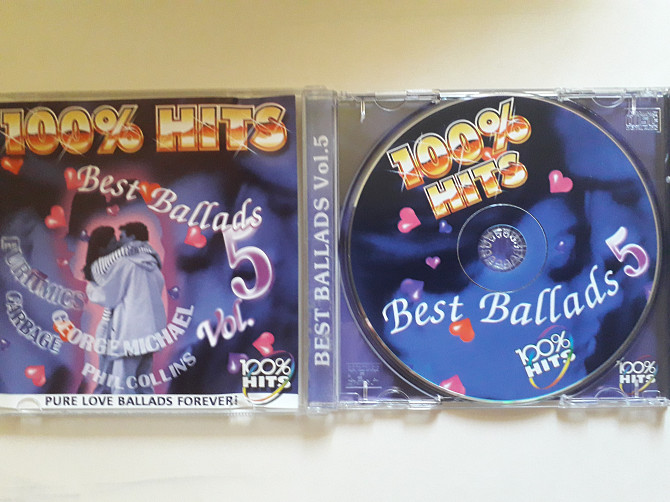 100% HITS
Best Ballads
Vol. 5
EURYTHMICS
GARBAGE
GEORGE MICHAEL
PHIL COLLINS
100%
HITS
PURE LOVE BALLADS FOREVER!
BEST BALLADS Vol.5
100%
HITS
Best Ballads 5
100%
HITS
100%
HITS